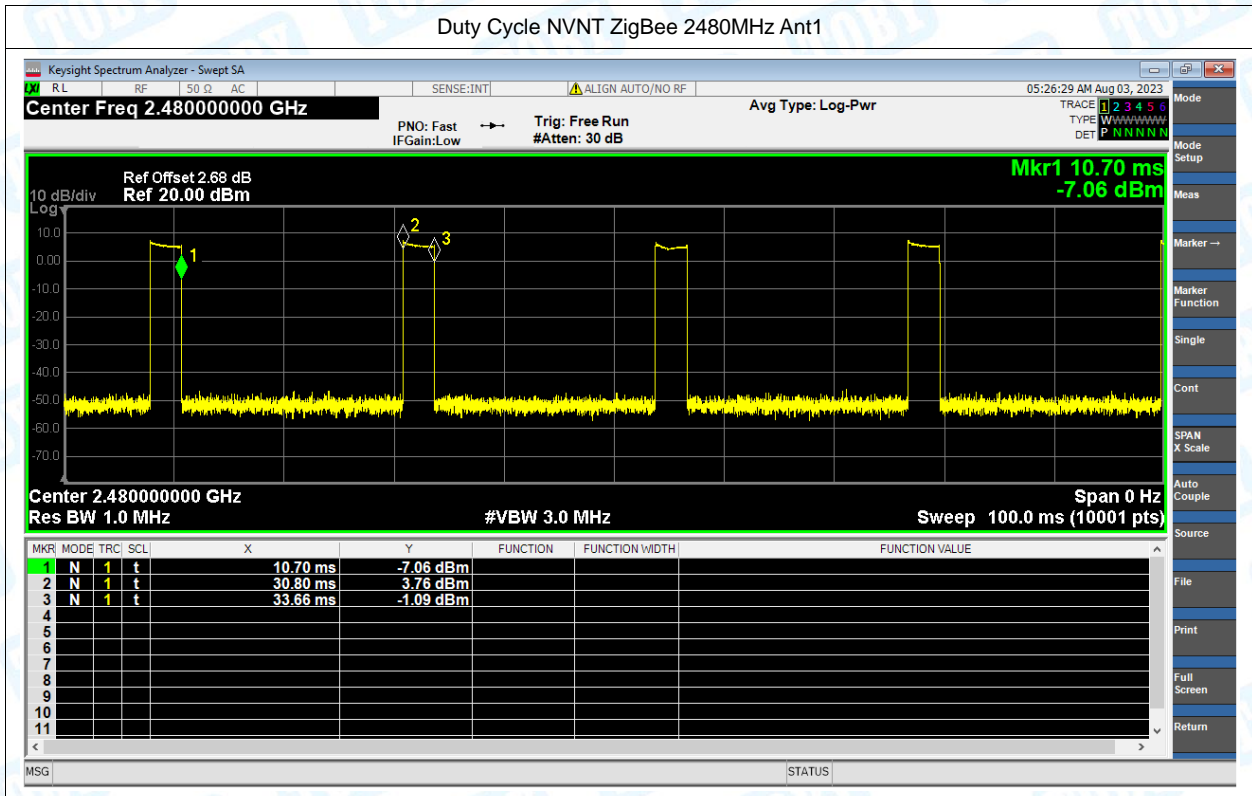 Duty Cycle NVNT ZigBee 2480MHz Ant1
Keysight Spectrum Analyzer - Swept SA
LXI RL RF 50 Ω AC SENSE:INT ALIGN AUTO/NO RF 05:26:29 AM Aug 03, 2023
Center Freq 2.480000000 GHz
PNO: Fast
IFGain:Low
Trig: Free Run
#Atten: 30 dB
Avg Type: Log-Pwr
TRACE 1 2 3 4 5 6
TYPE WWWWWWW
DET P N N N N N
Mkr1 10.70 ms
-7.06 dBm
Ref Offset 2.68 dB
10 dB/div Ref 20.00 dBm
Log
10.0
0.00
-10.0
-20.0
-30.0
-40.0
-50.0
-60.0
-70.0
1
2
3
Center 2.480000000 GHz Span 0 Hz
Res BW 1.0 MHz #VBW 3.0 MHz Sweep 100.0 ms (10001 pts)
MKR MODE TRC SCL X Y FUNCTION FUNCTION WIDTH FUNCTION VALUE
1 N 1 t 10.70 ms -7.06 dBm
2 N 1 t 30.80 ms 3.76 dBm
3 N 1 t 33.66 ms -1.09 dBm
4
5
6
7
8
9
10
11
MSG STATUS
Mode
Mode Setup
Meas
Marker →
Marker Function
Single
Cont
SPAN X Scale
Auto Couple
Source
File
Print
Full Screen
Return
TOBY